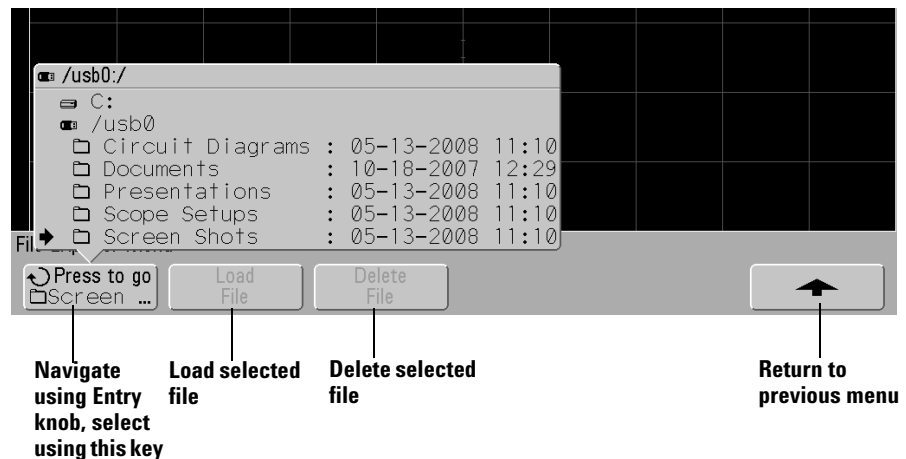 /usb0:/
C:
/usb0
Circuit Diagrams : 05-13-2008 11:10
Documents : 10-18-2007 12:29
Presentations : 05-13-2008 11:10
Scope Setups : 05-13-2008 11:10
Screen Shots : 05-13-2008 11:10
Press to go
Screen ...
Load
File
Delete
File
Navigate
using Entry
knob, select
using this key
Load selected
file
Delete selected
file
Return to
previous menu